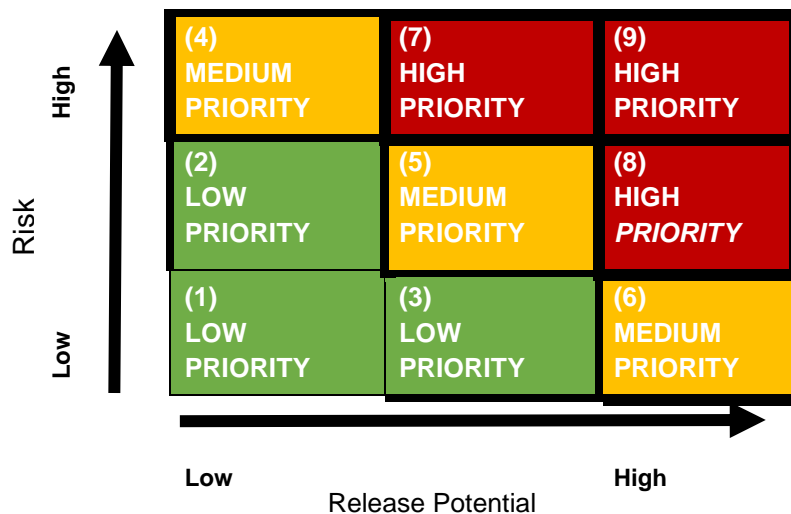 High
Risk
Low
(4)
MEDIUM
PRIORITY
(7)
HIGH
PRIORITY
(9)
HIGH
PRIORITY
(2)
LOW
PRIORITY
(5)
MEDIUM
PRIORITY
(8)
HIGH
PRIORITY
(1)
LOW
PRIORITY
(3)
LOW
PRIORITY
(6)
MEDIUM
PRIORITY
Low
High
Release Potential